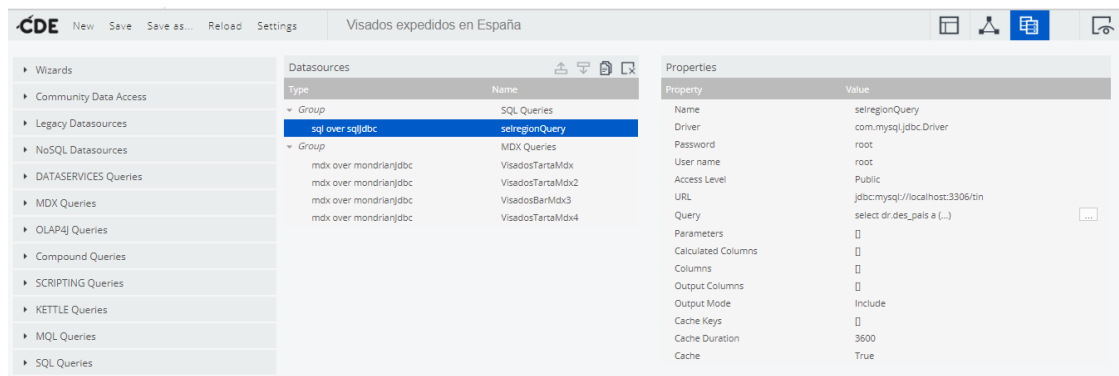 CDE New Save Save as... Reload Settings Visados expedidos en España
Wizards
Community Data Access
Legacy Datasources
NoSQL Datasources
DATASERVICES Queries
MDX Queries
OLAP4J Queries
Compound Queries
SCRIPTING Queries
KETTLE Queries
MQL Queries
SQL Queries
Datasources
Type Name
Group SQL Queries
sql over sqlJdbc selregionQuery
Group MDX Queries
mdx over mondrianJdbc VisadosTartaMdx
mdx over mondrianJdbc VisadosTartaMdx2
mdx over mondrianJdbc VisadosBarMdx3
mdx over mondrianJdbc VisadosTartaMdx4
Properties
Property Value
Name selregionQuery
Driver com.mysql.jdbc.Driver
Password root
User name root
Access Level Public
URL jdbc:mysql://localhost:3306/tin
Query select dr.des_pais a (...) ...
Parameters []
Calculated Columns []
Columns []
Output Columns []
Output Mode Include
Cache Keys []
Cache Duration 3600
Cache True